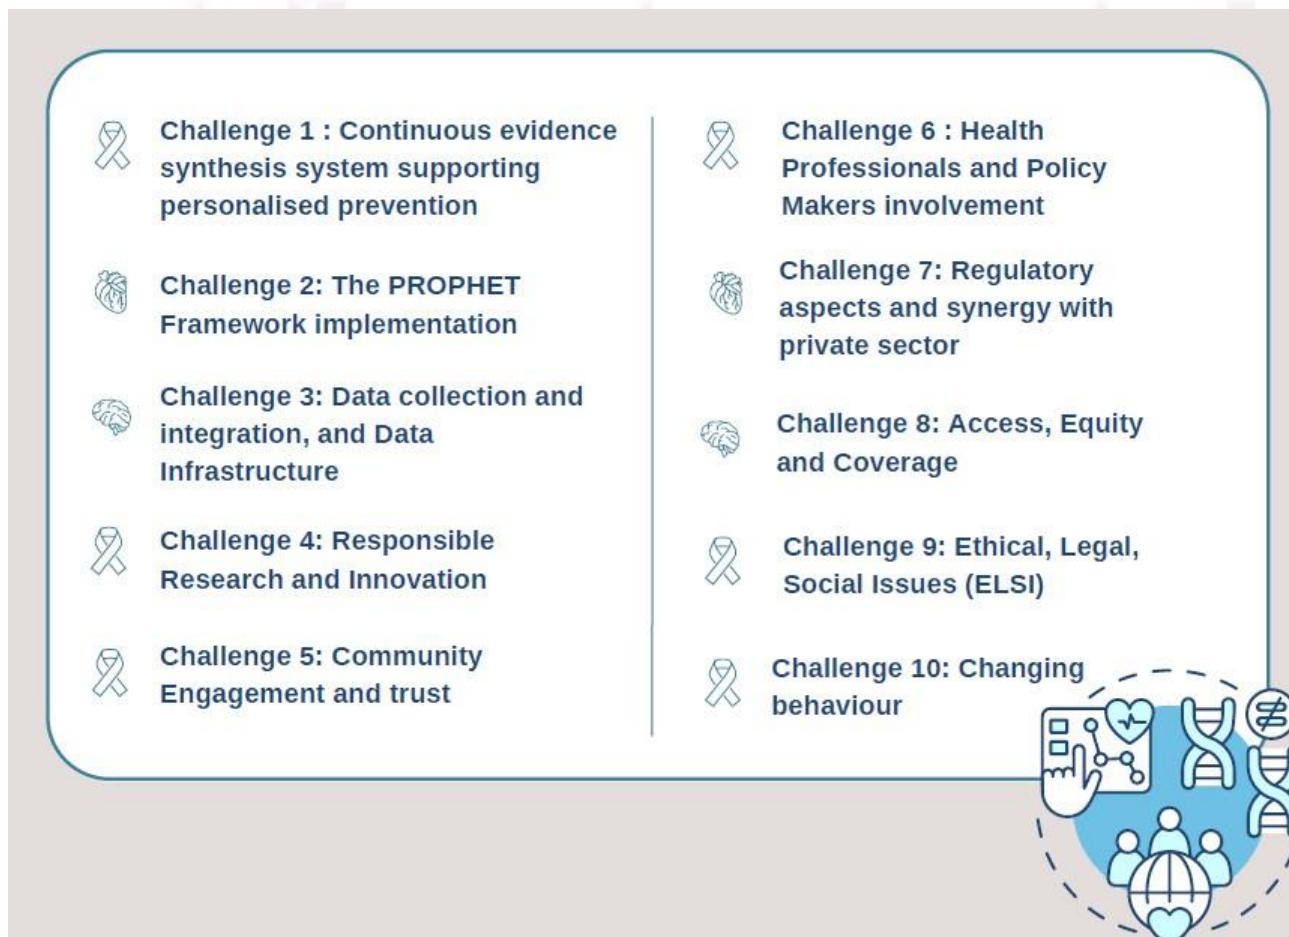 Challenge 1 : Continuous evidence
synthesis system supporting
personalised prevention
Challenge 2: The PROPHET
Framework implementation
Challenge 3: Data collection and
integration, and Data
Infrastructure
Challenge 4: Responsible
Research and Innovation
Challenge 5: Community
Engagement and trust
Challenge 6 : Health
Professionals and Policy
Makers involvement
Challenge 7: Regulatory
aspects and synergy with
private sector
Challenge 8: Access, Equity
and Coverage
Challenge 9: Ethical, Legal,
Social Issues (ELSI)
Challenge 10: Changing
behaviour